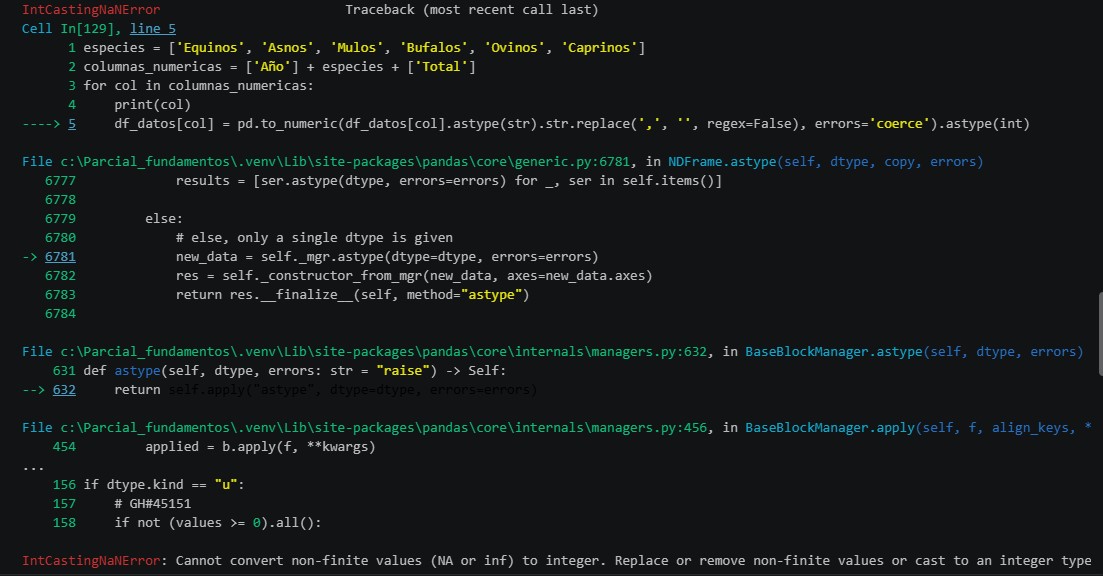 IntCastingNaNError                        Traceback (most recent call last)
Cell In[129], line 5
      1 especies = ['Equinos', 'Asnos', 'Mulos', 'Bufalos', 'Ovinos', 'Caprinos']
      2 columnas_numericas = ['Año'] + especies + ['Total']
      3 for col in columnas_numericas:
      4     print(col)
----> 5     df_datos[col] = pd.to_numeric(df_datos[col].astype(str).str.replace(',', '', regex=False), errors='coerce').astype(int)

File c:\Parcial_fundamentos\.venv\Lib\site-packages\pandas\core\generic.py:6781, in NDFrame.astype(self, dtype, copy, errors)
   6777             results = [ser.astype(dtype, errors=errors) for _, ser in self.items()]
   6778
   6779         else:
   6780             # else, only a single dtype is given
-> 6781             new_data = self._mgr.astype(dtype=dtype, errors=errors)
   6782             res = self._constructor_from_mgr(new_data, axes=new_data.axes)
   6783             return res.__finalize__(self, method="astype")
   6784

File c:\Parcial_fundamentos\.venv\Lib\site-packages\pandas\core\internals\managers.py:632, in BaseBlockManager.astype(self, dtype, errors)
    631 def astype(self, dtype, errors: str = "raise") -> Self:
--> 632     return self.apply("astype", dtype=dtype, errors=errors)

File c:\Parcial_fundamentos\.venv\Lib\site-packages\pandas\core\internals\managers.py:456, in BaseBlockManager.apply(self, f, align_keys, *
    454         applied = b.apply(f, **kwargs)
...
    156 if dtype.kind == "u":
    157     # GH#45151
    158     if not (values >= 0).all():

IntCastingNaNError: Cannot convert non-finite values (NA or inf) to integer. Replace or remove non-finite values or cast to an integer type